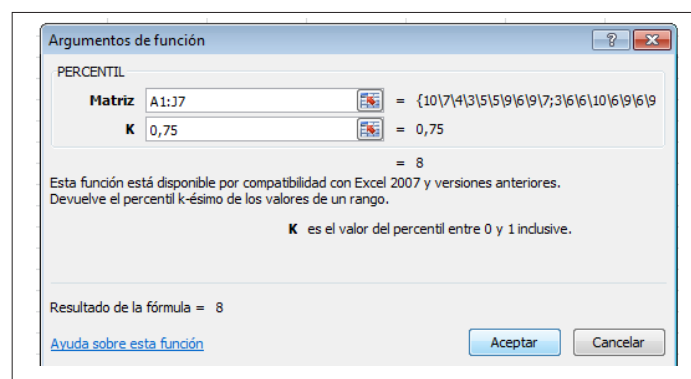 Argumentos de función
PERCENTIL
Matriz A1:J7 = {10\7\4\3\5\5\9\6\9\7;3\6\6\10\6\9\6\9
K 0,75 = 0,75
= 8
Esta función está disponible por compatibilidad con Excel 2007 y versiones anteriores.
Devuelve el percentil k-ésimo de los valores de un rango.
K es el valor del percentil entre 0 y 1 inclusive.
Resultado de la fórmula = 8
Ayuda sobre esta función Aceptar Cancelar